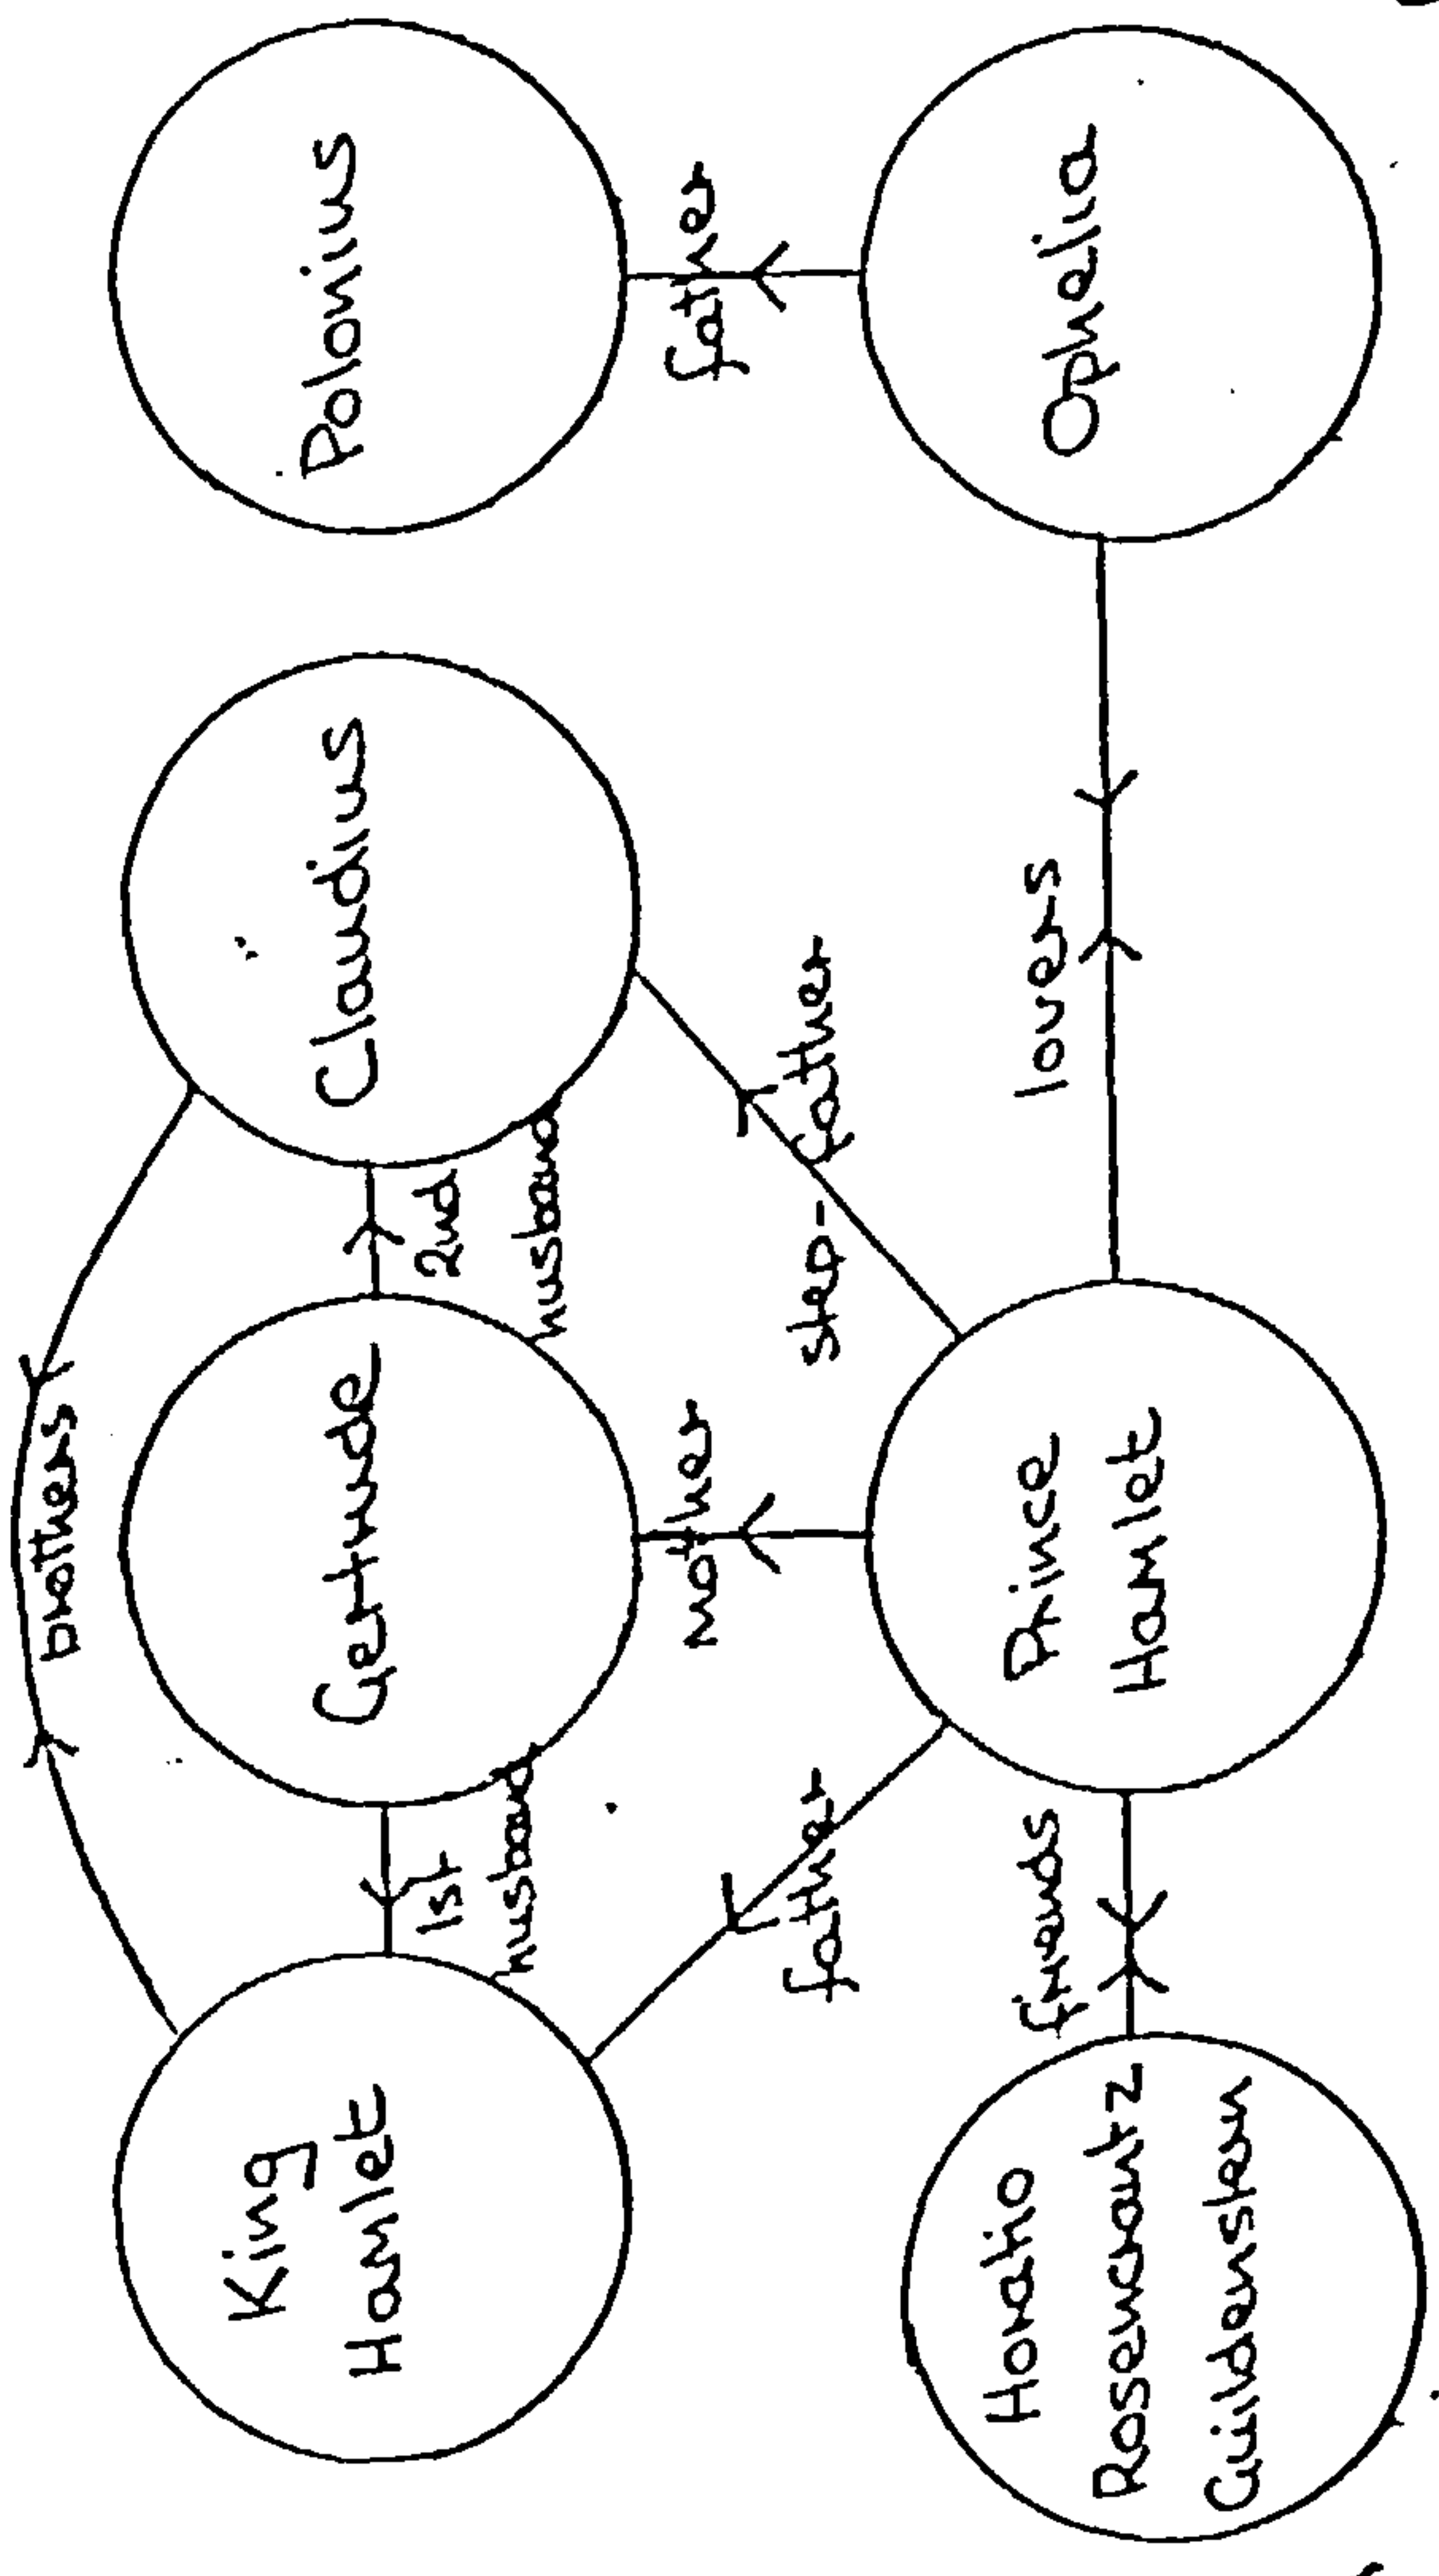 brothers
King
Hamlet
1st
husband
Gertrude
2nd
husband
Claudius
Polonius
father
mother
step-father
father
Horatio
Rosencrantz
Guildenstern
friends
Prince
Hamlet
lovers
Ophelia